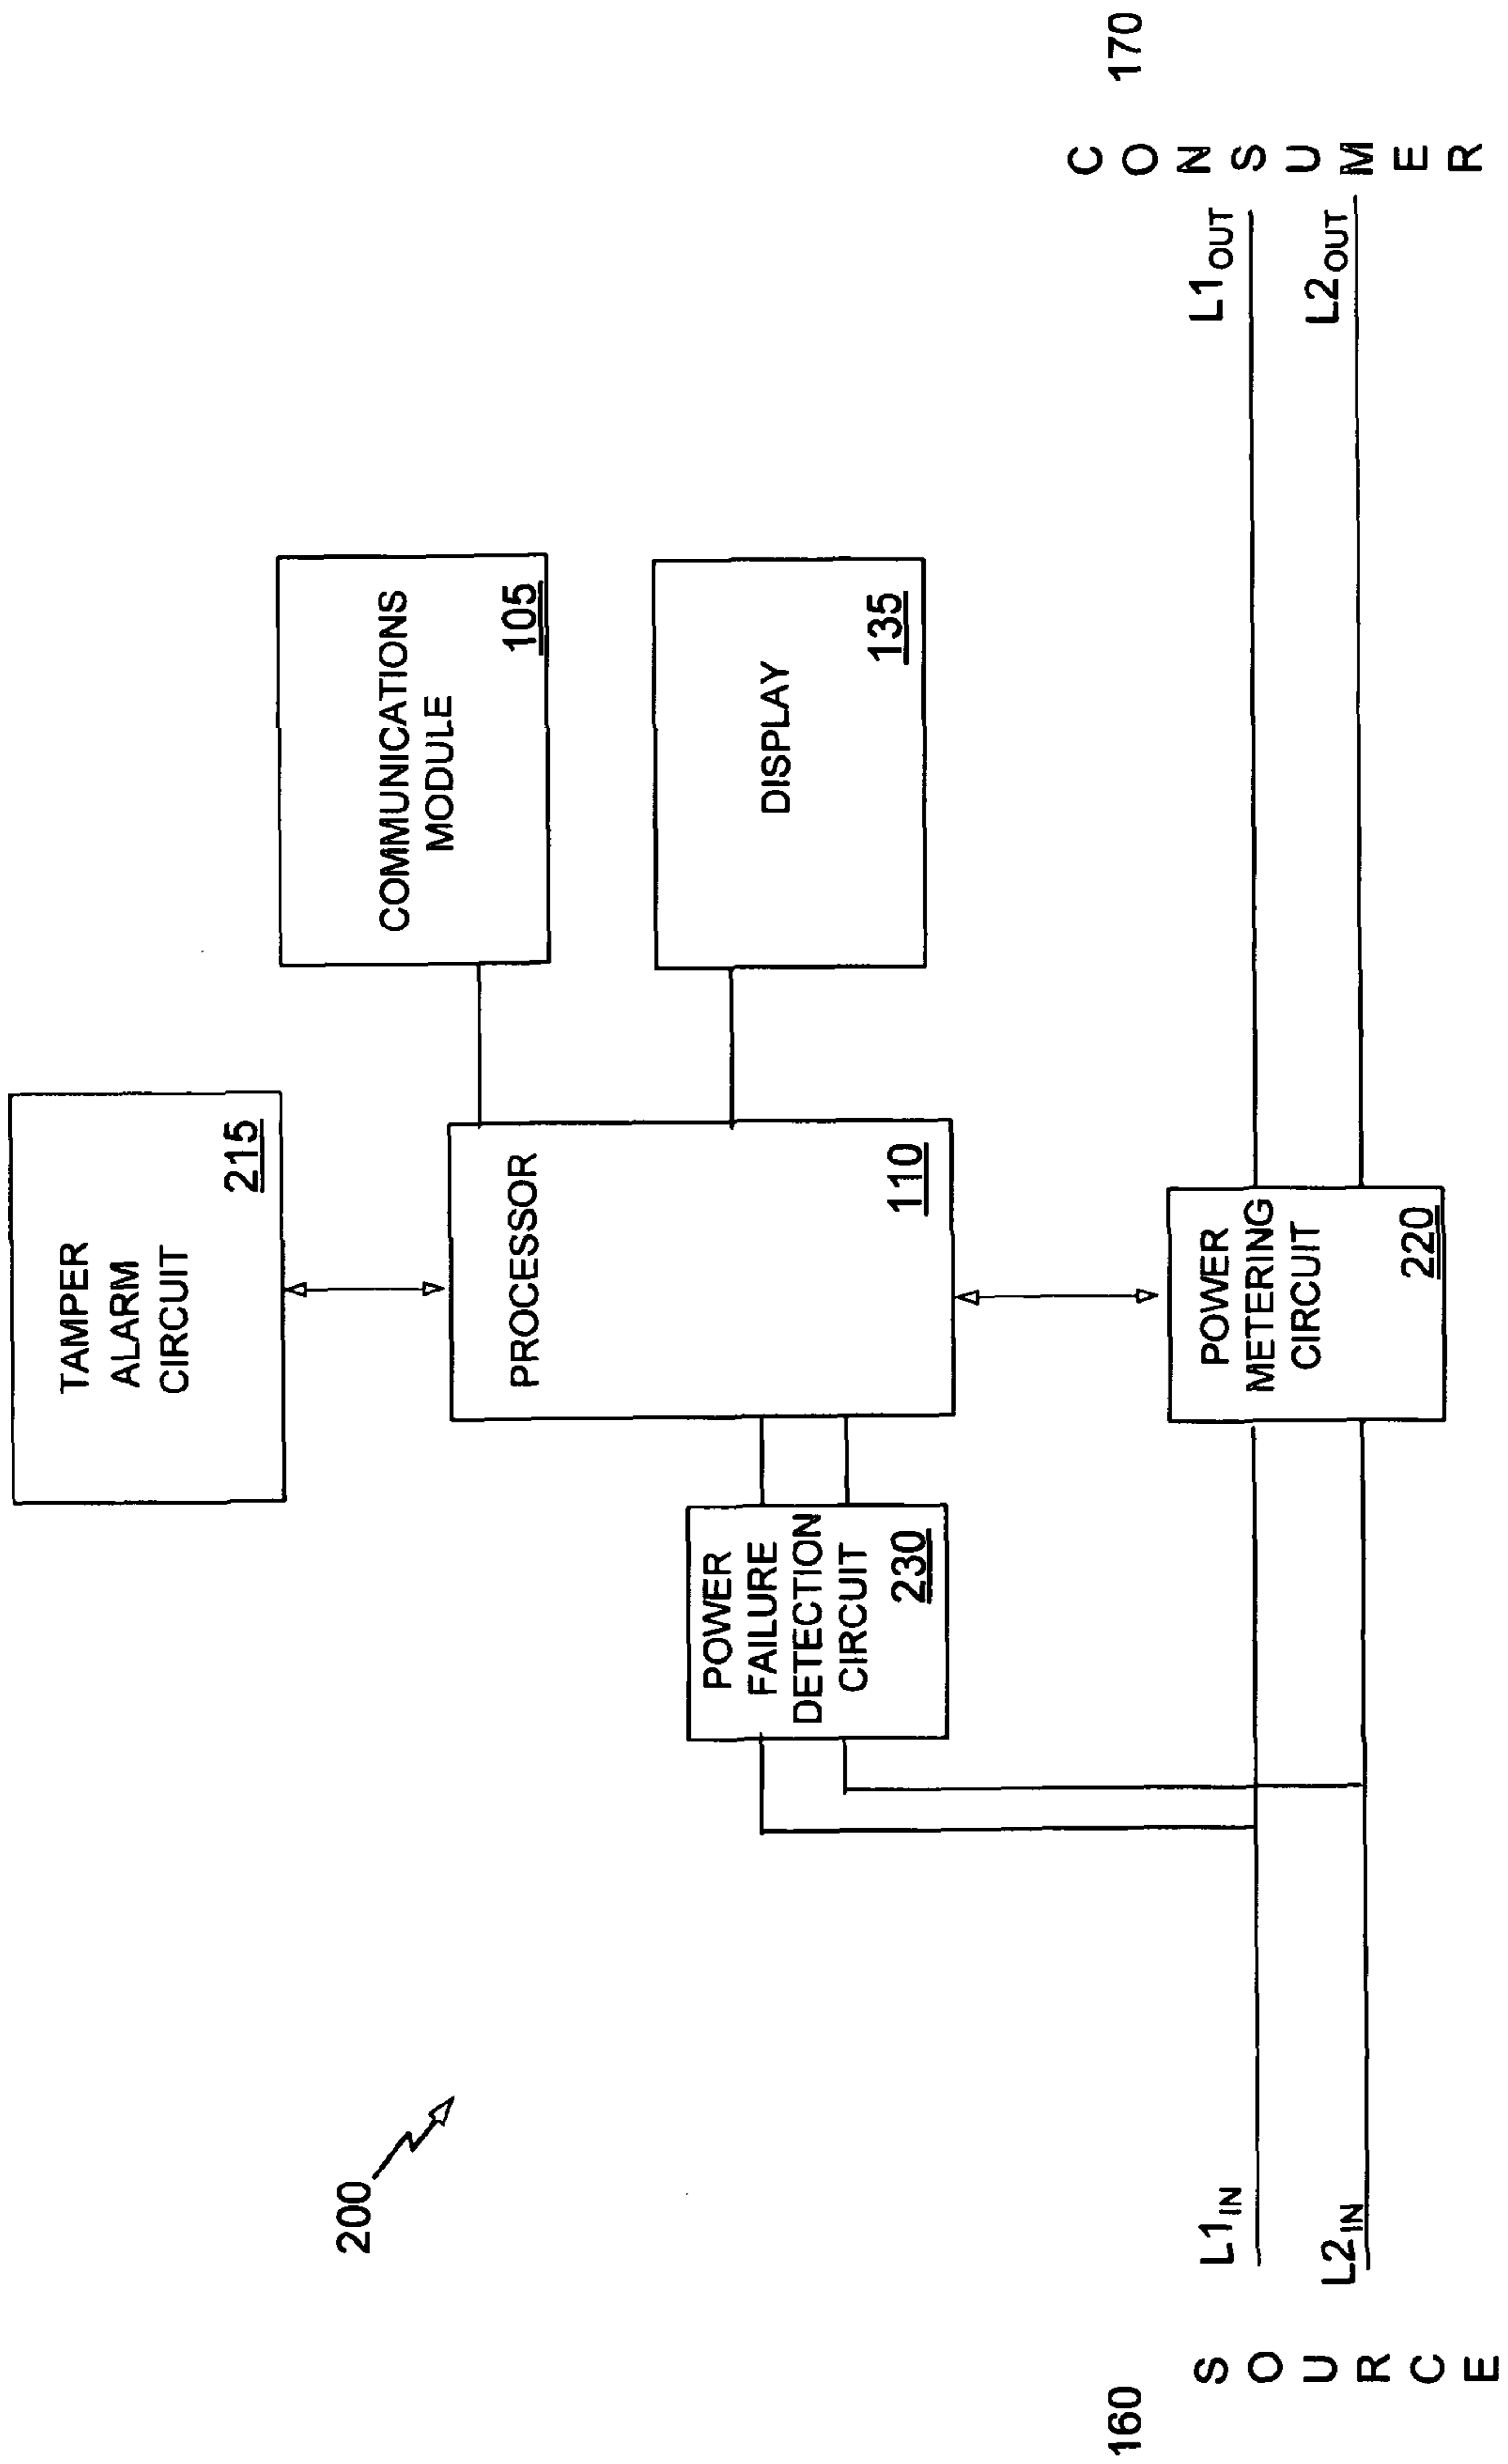 200
TAMPER
ALARM
CIRCUIT
215
COMMUNICATIONS
MODULE
105
PROCESSOR
110
DISPLAY
135
POWER
FAILURE
DETECTION
CIRCUIT
230
160
SOURCE
L1IN
L2IN
POWER
METERING
CIRCUIT
220
L1OUT
L2OUT
170
CONSUMER